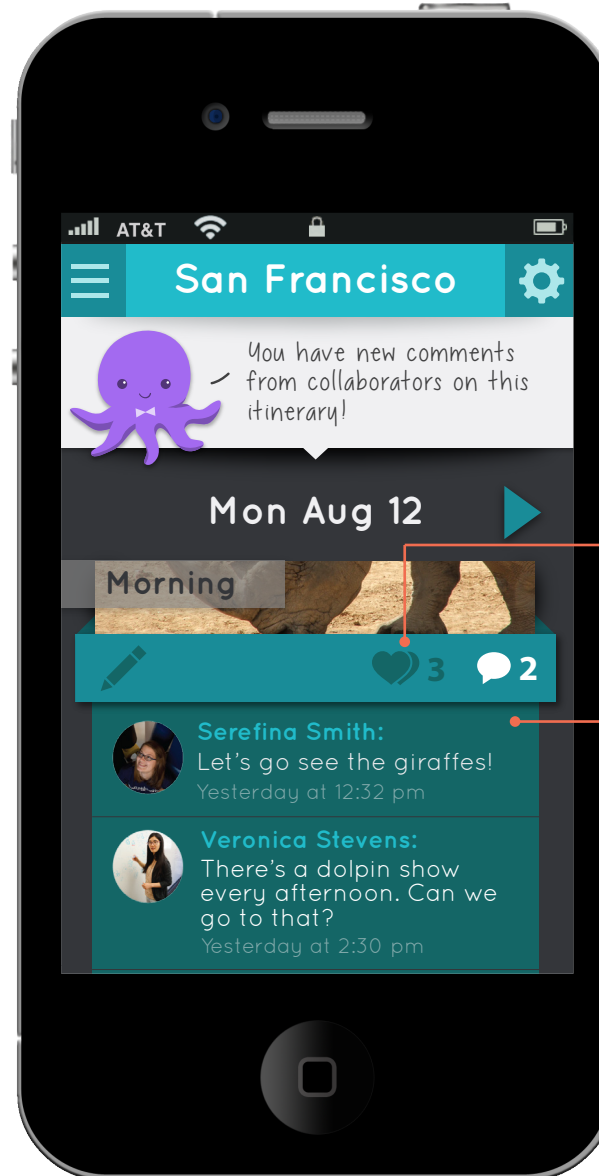 AT&T
San Francisco
You have new comments
from collaborators on this
itinerary!
Mon Aug 12
Morning
3 2
Serefina Smith:
Let's go see the giraffes!
Yesterday at 12:32 pm
Veronica Stevens:
There's a dolpin show
every afternoon. Can we
go to that?
Yesterday at 2:30 pm